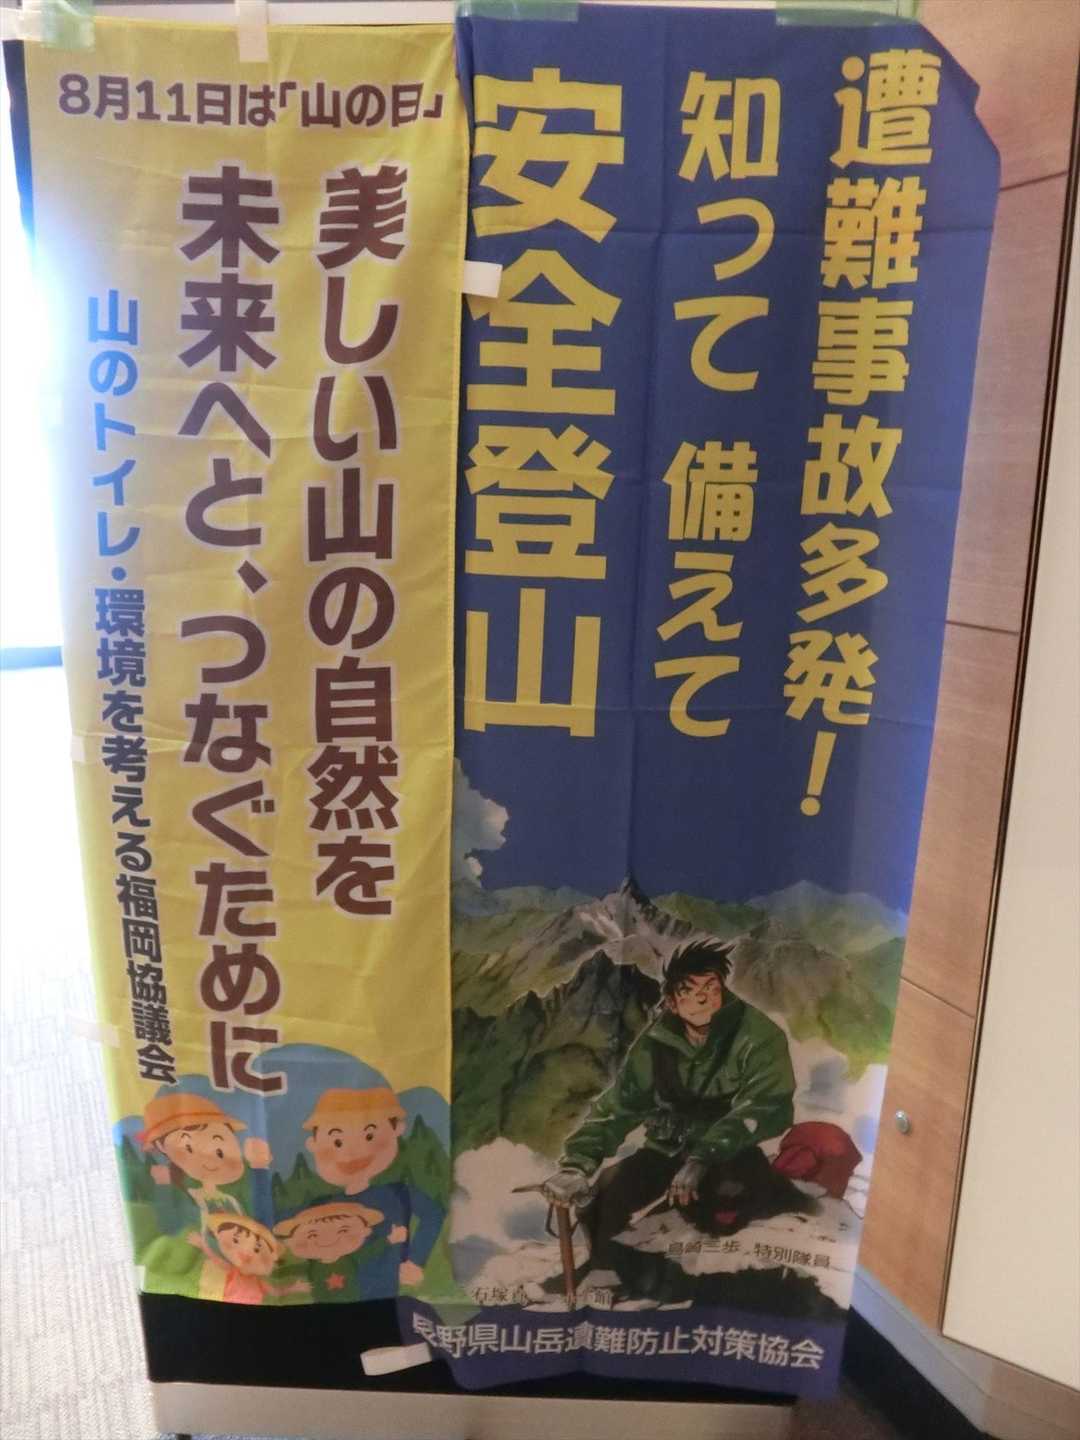 遭難事故多発!
知って 備えて
安全登山
島崎三歩 特別隊員
長野県山岳遭難防止対策協会
8月11日は「山の日」
美しい山の自然を
未来へと、つなぐために
山のトイレ・環境を考える福岡協議会